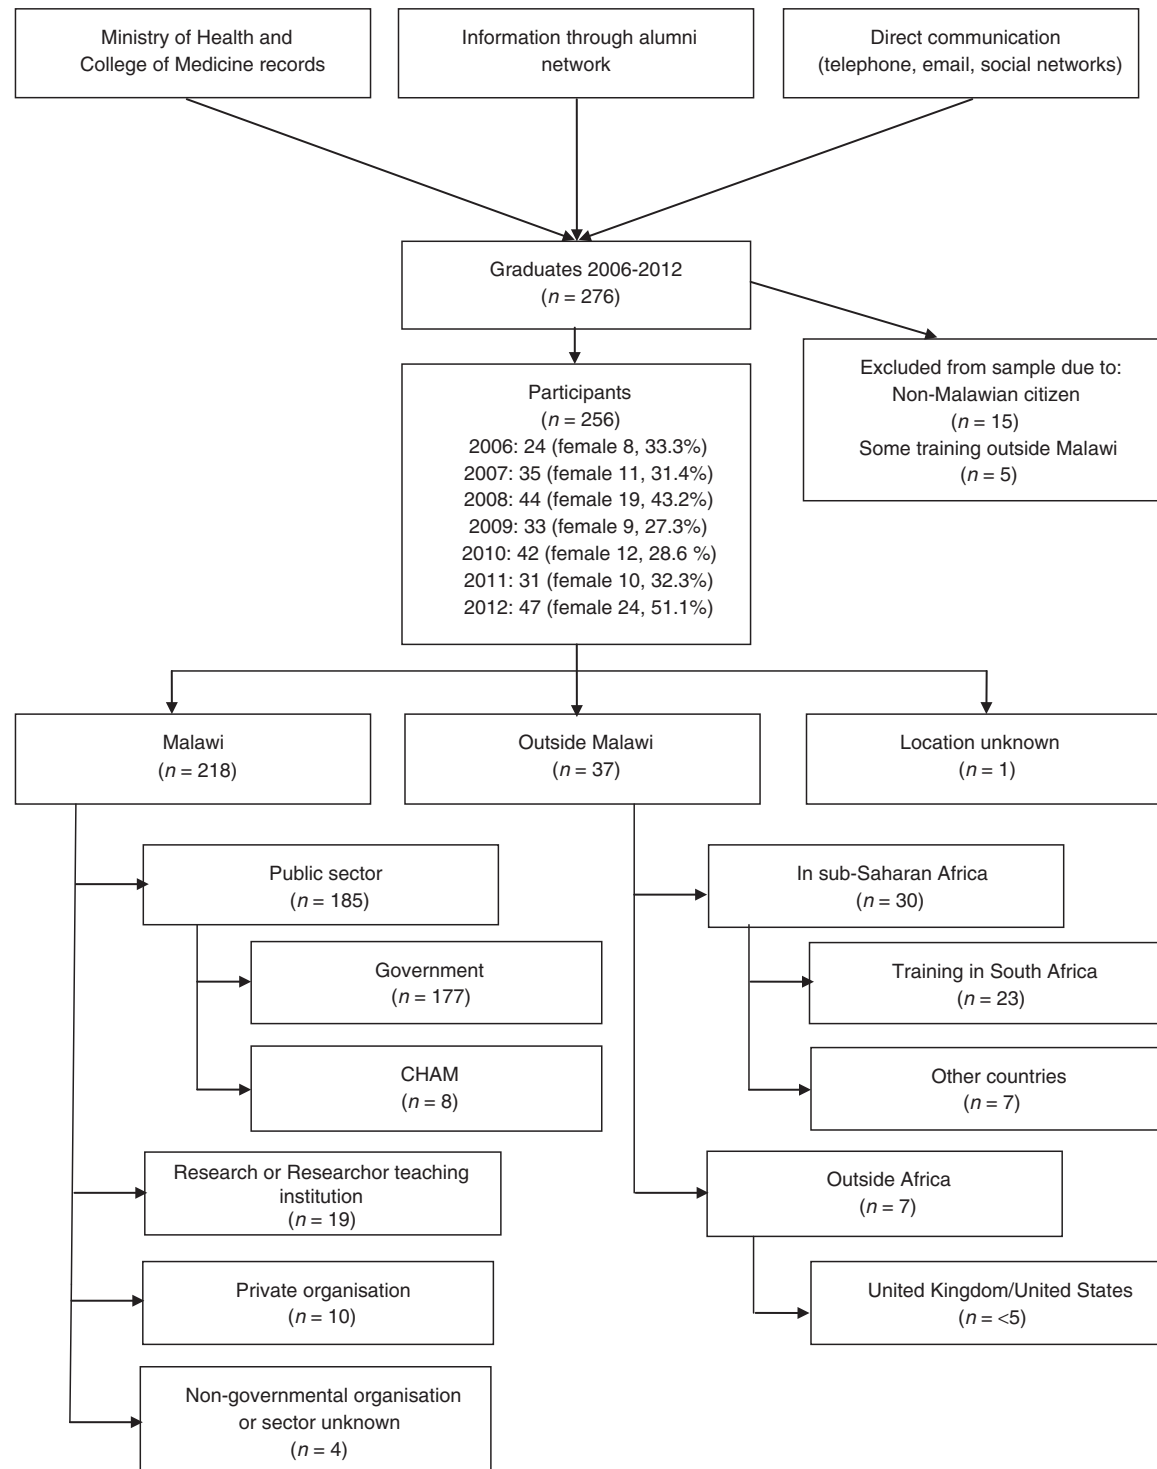 Ministry of Health and
College of Medicine records
Information through alumni
network
Direct communication
(telephone, email, social networks)
Graduates 2006-2012
(n = 276)
Excluded from sample due to:
Non-Malawian citizen
(n = 15)
Some training outside Malawi
(n = 5)
Participants
(n = 256)
2006: 24 (female 8, 33.3%)
2007: 35 (female 11, 31.4%)
2008: 44 (female 19, 43.2%)
2009: 33 (female 9, 27.3%)
2010: 42 (female 12, 28.6 %)
2011: 31 (female 10, 32.3%)
2012: 47 (female 24, 51.1%)
Malawi
(n = 218)
Outside Malawi
(n = 37)
Location unknown
(n = 1)
Public sector
(n = 185)
Government
(n = 177)
CHAM
(n = 8)
Research or Researchor teaching
institution
(n = 19)
Private organisation
(n = 10)
Non-governmental organisation
or sector unknown
(n = 4)
In sub-Saharan Africa
(n = 30)
Training in South Africa
(n = 23)
Other countries
(n = 7)
Outside Africa
(n = 7)
United Kingdom/United States
(n = <5)